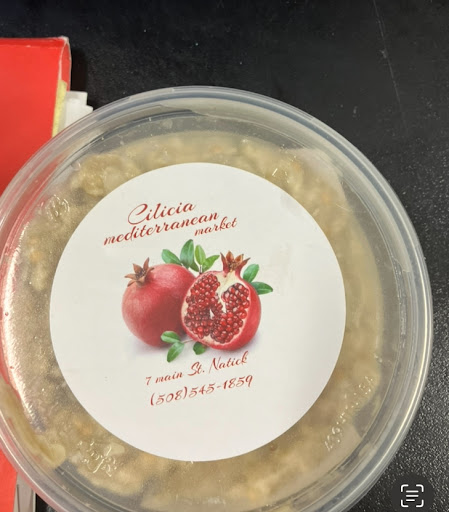 Cilicia
mediterranean
market
7 main St. Natick
(508)545-1859